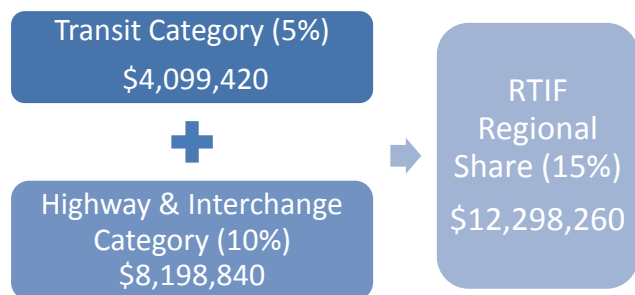 Transit Category (5%)
$4,099,420
Highway & Interchange
Category (10%)
$8,198,840
RTIF
Regional
Share (15%)
$12,298,260